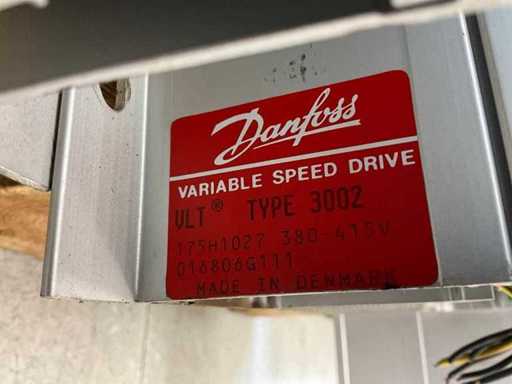 Danfoss
VARIABLE SPEED DRIVE
VLT® TYPE 3002
175H1027 380-415V
016806G111
MADE IN DENMARK